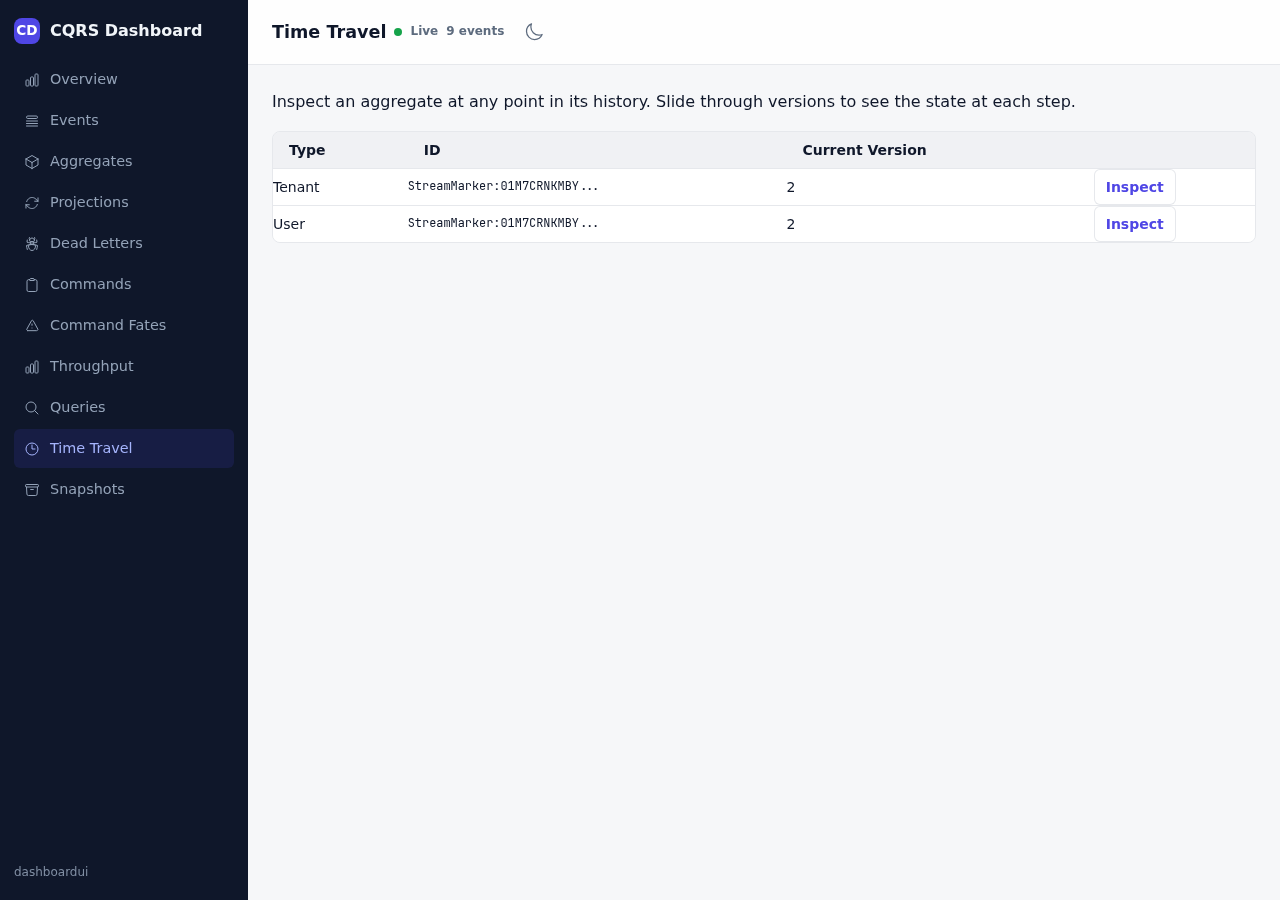 CD CQRS Dashboard
Overview
Events
Aggregates
Projections
Dead Letters
Commands
Command Fates
Throughput
Queries
Time Travel
Snapshots
dashboardui
Time Travel Live 9 events
Inspect an aggregate at any point in its history. Slide through versions to see the state at each step.
Type ID Current Version
Tenant StreamMarker:01M7CRNKMBY... 2 Inspect
User StreamMarker:01M7CRNKMBY... 2 Inspect